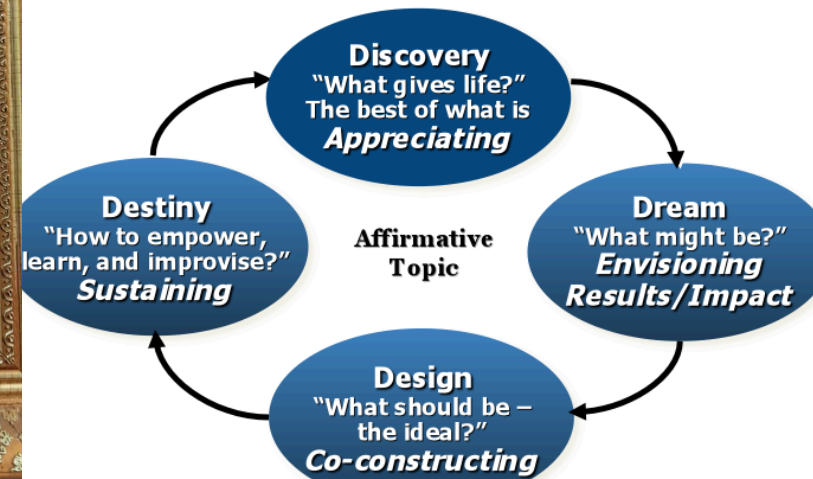 Discovery
“What gives life?”
The best of what is
Appreciating
Dream
“What might be?”
Envisioning
Results/Impact
Affirmative
Topic
Destiny
“How to empower,
learn, and improvise?”
Sustaining
Design
“What should be –
the ideal?”
Co-constructing